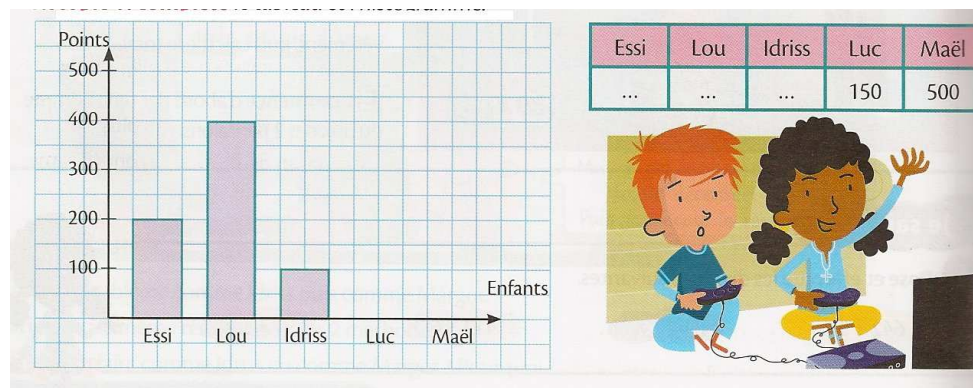 Points
500
400
300
200
100
Enfants
Essi Lou Idriss Luc Maël
Essi Lou Idriss Luc Maël
... ... ... 150 500